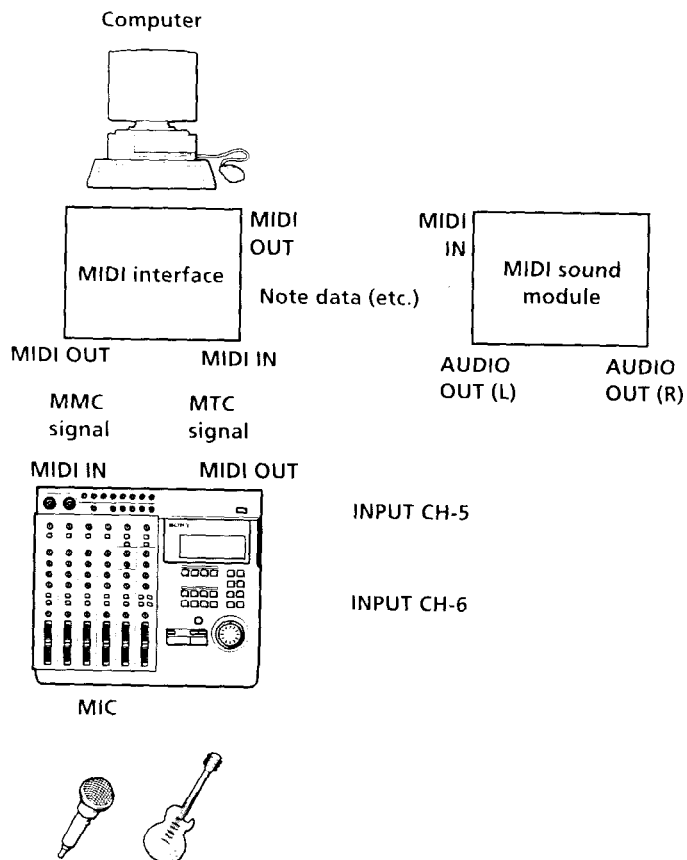 Computer
MIDI OUT
MIDI interface
Note data (etc.)
MIDI IN
MIDI sound module
MIDI OUT
MIDI IN
AUDIO OUT (L)
AUDIO OUT (R)
MMC signal
MTC signal
MIDI IN
MIDI OUT
SONY
INPUT CH-5
INPUT CH-6
MIC